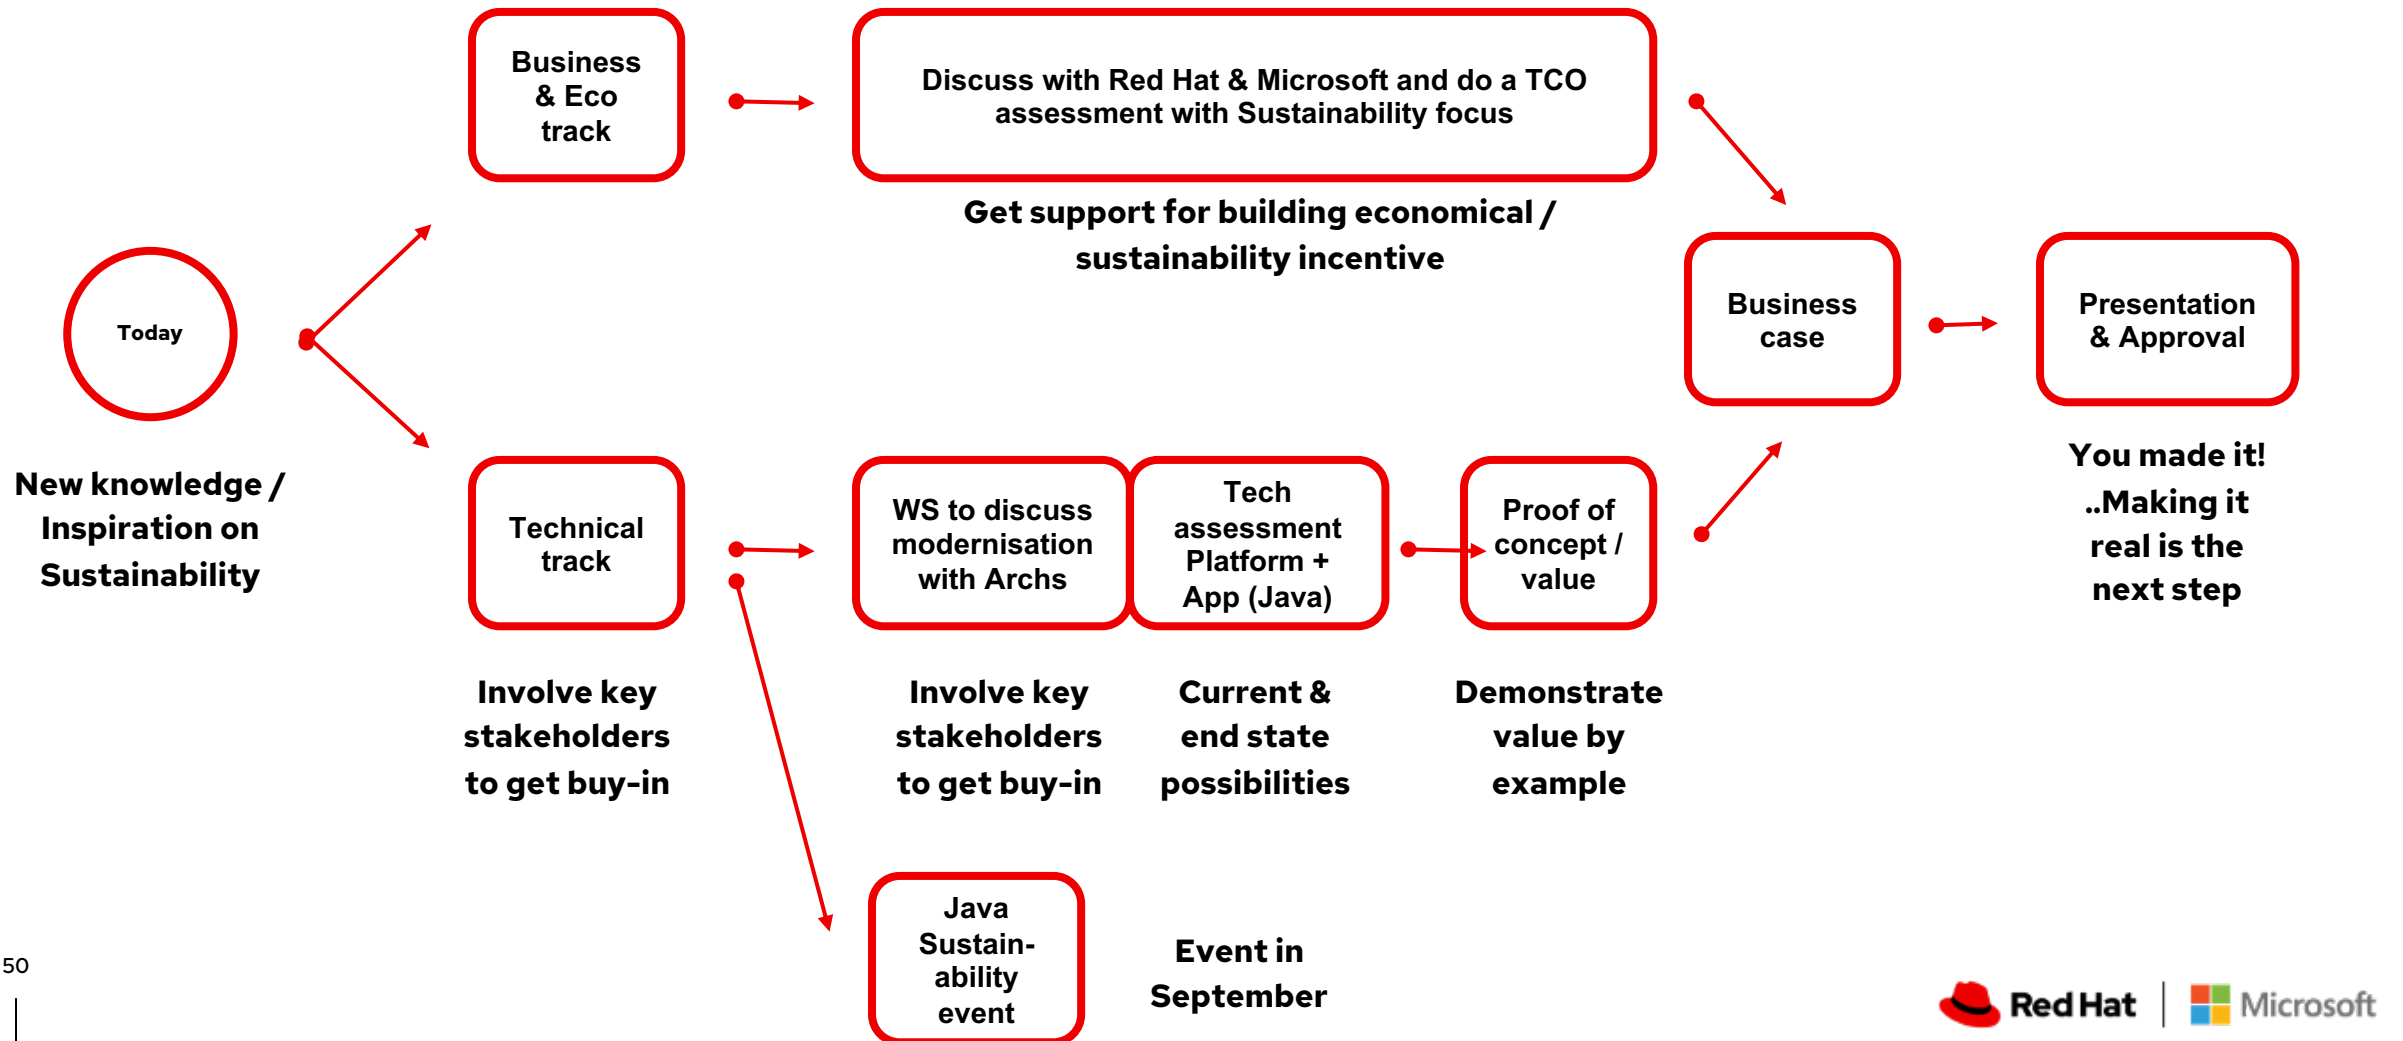 Business
& Eco
track
Discuss with Red Hat & Microsoft and do a TCO
assessment with Sustainability focus
Get support for building economical /
sustainability incentive
Today
New knowledge /
Inspiration on
Sustainability
Business
case
Presentation
& Approval
You made it!
..Making it
real is the
next step
Technical
track
Involve key
stakeholders
to get buy-in
WS to discuss
modernisation
with Archs
Involve key
stakeholders
to get buy-in
Tech
assessment
Platform +
App (Java)
Current &
end state
possibilities
Proof of
concept /
value
Demonstrate
value by
example
Java
Sustain-
ability
event
Event in
September
50
Red Hat
Microsoft